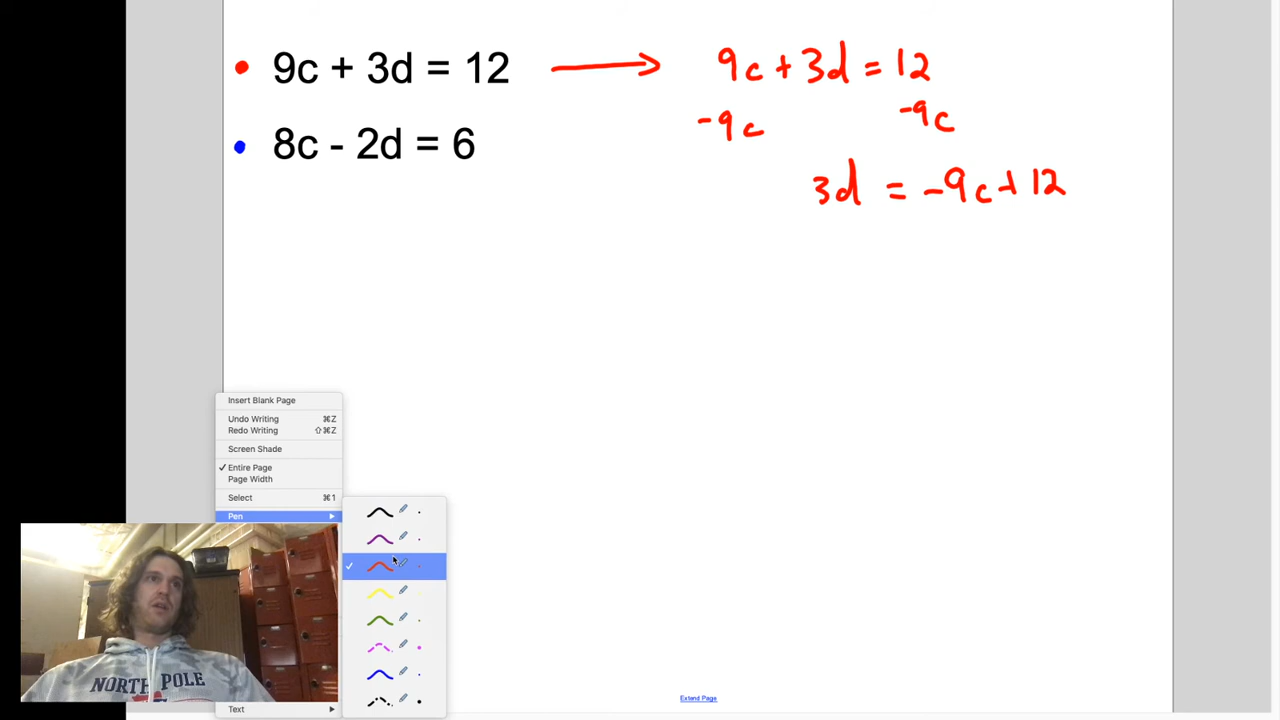 9c + 3d = 12
9c + 3d = 12
-9c -9c
8c - 2d = 6
3d = -9c + 12
Insert Blank Page
Undo Writing ⌘Z
Redo Writing ⇧⌘Z
Screen Shade
✓ Entire Page
Page Width
Select ⌘1
Pen
Text
NORTH POLE
Extend Page